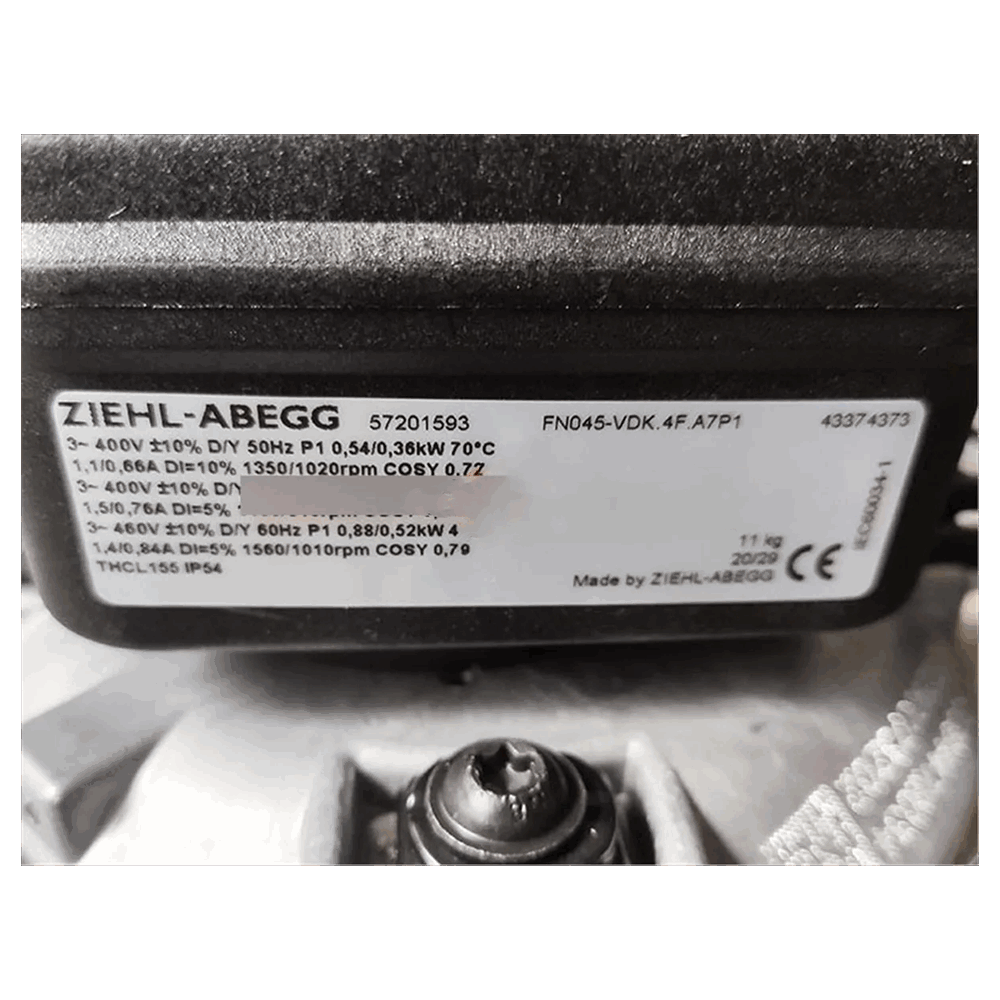 ZIEHL-ABEGG 57201593 FN045-VDK.4F.A7P1 43374373
3~ 400V ±10% D/Y 50Hz P1 0,54/0,36kW 70°C
1,1/0,66A DI=10% 1350/1020rpm COSY 0.72
3~ 400V ±10% D/Y
1,5/0,76A DI=5%
3~ 460V ±10% D/Y 60Hz P1 0,88/0,52kW 4
1,4/0,84A DI=5% 1560/1010rpm COSY 0,79
THCL155 IP54
11 kg
20/29
Made by ZIEHL-ABEGG CE
IEC60034-1